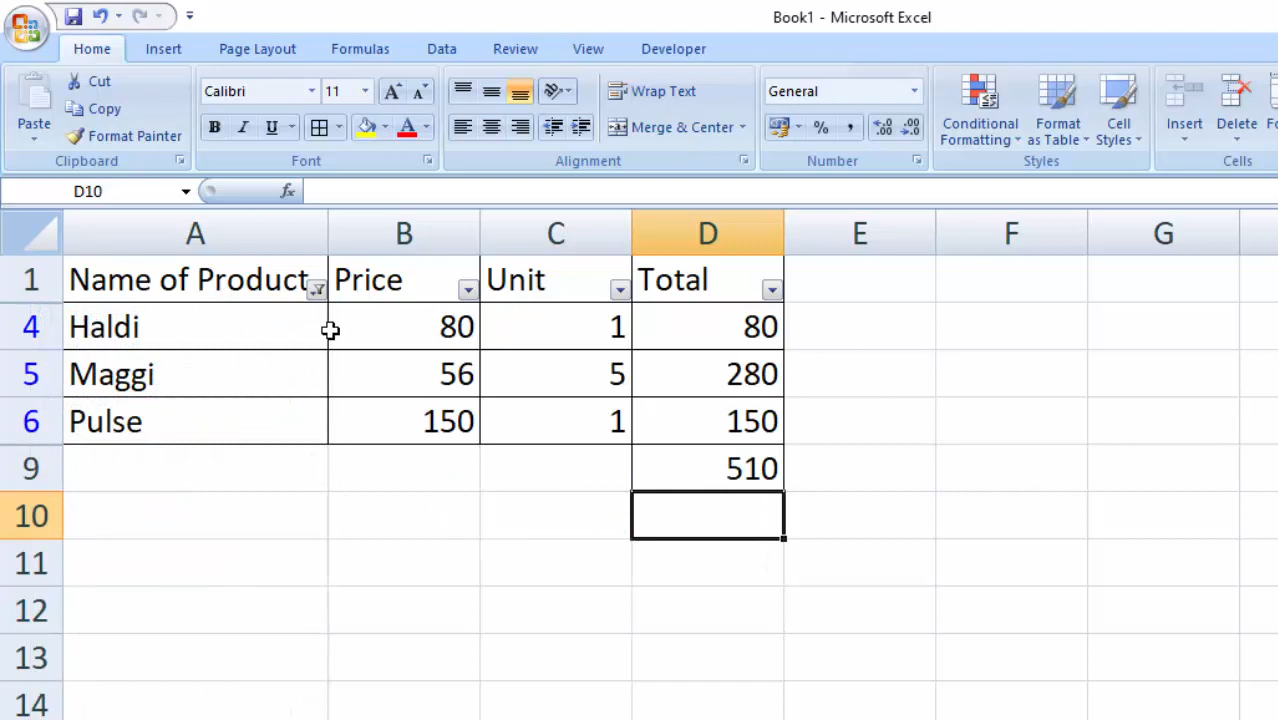 Book1 - Microsoft Excel
Home Insert Page Layout Formulas Data Review View Developer
Paste
Cut
Copy
Format Painter
Clipboard
Calibri 11
B I U
Font
Wrap Text
Merge & Center
Alignment
General
% ,
Number
Conditional
Formatting
Format
as Table
Cell
Styles
Styles
Insert
Delete
Cells
D10 fx
A B C D E F G
1 Name of Product Price Unit Total
4 Haldi 80 1 80
5 Maggi 56 5 280
6 Pulse 150 1 150
9 510
10
11
12
13
14